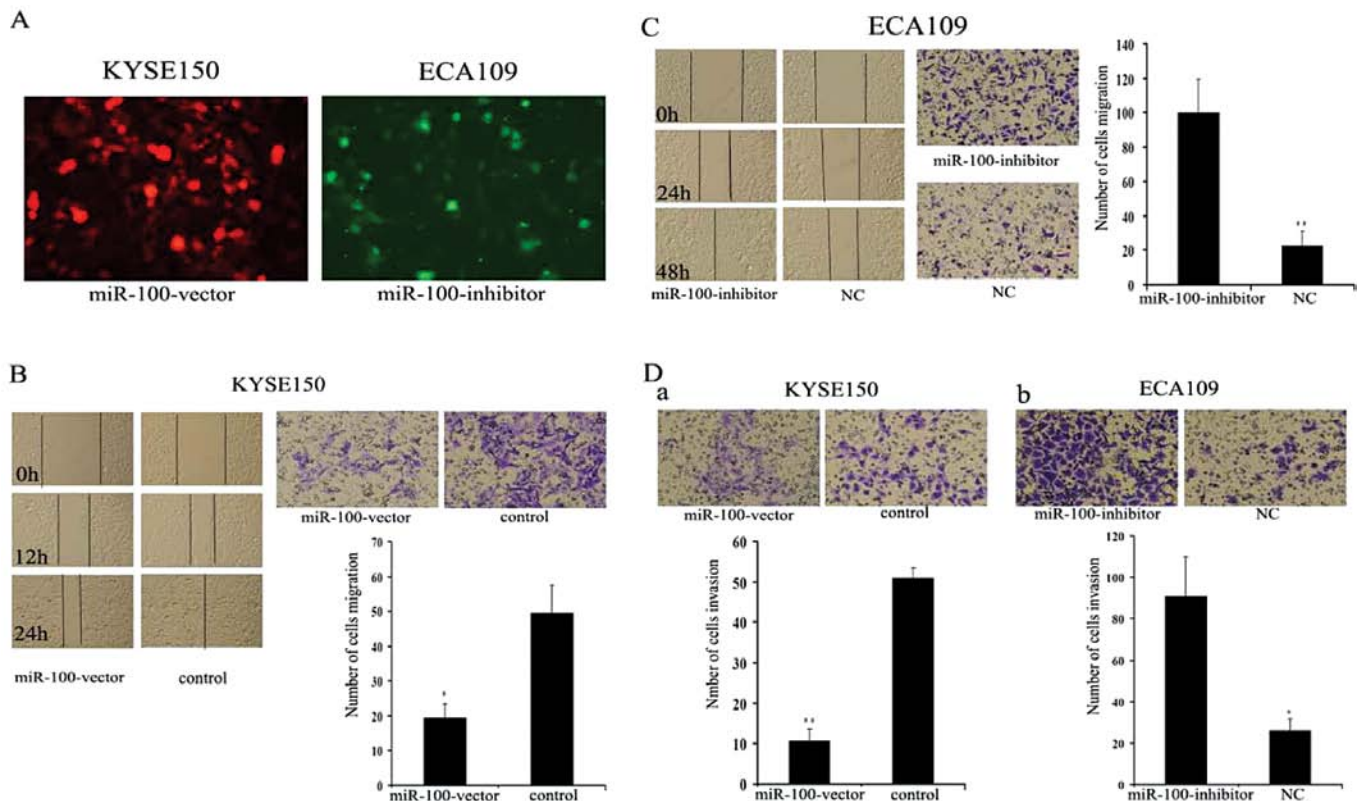 A
KYSE150
ECA109
miR-100-vector
miR-100-inhibitor
B
KYSE150
0h
12h
24h
miR-100-vector
control
miR-100-vector
control
Number of cells migration
70
60
50
40
30
20
10
0
*
miR-100-vector
control
C
ECA109
0h
24h
48h
miR-100-inhibitor
NC
miR-100-inhibitor
NC
Number of cells migration
140
120
100
80
60
40
20
0
**
miR-100-inhibitor
NC
D
a
KYSE150
miR-100-vector
control
Nmber of cells invasion
60
50
40
30
20
10
0
**
miR-100-vector
control
b
ECA109
miR-100-inhibitor
NC
Number of cells invasion
120
100
80
60
40
20
0
*
miR-100-inhibitor
NC